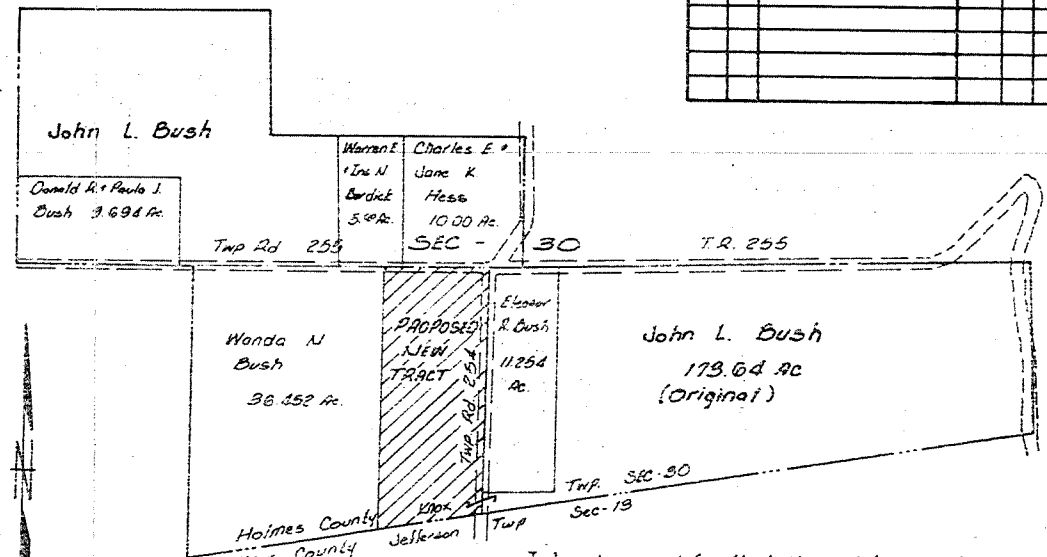 John L. Bush
Donald R. + Paula J.
Bush 9.694 Ac.
Warren E
+ Ina N
Burdick
5.00 Ac.
Charles E. +
Jane K.
Hess
10.00 Ac.
Twp Rd 255
SEC - 30
T.R. 255
Wanda N
Bush
36.452 Ac.
PROPOSED
NEW
TRACT
Twp. Rd. 254
Eleanor
R. Bush
11.254
Ac.
John L. Bush
179.64 AC
(Original)
Holmes County
Knox
Twp. SEC-30
County
Jefferson
Twp
Sec-13